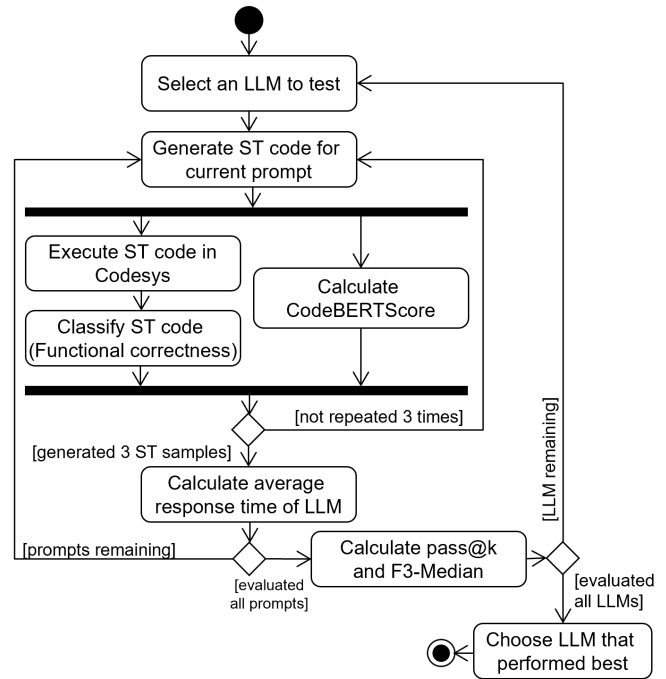 Select an LLM to test
Generate ST code for
current prompt
Execute ST code in
Codesys
Calculate
CodeBERTScore
Classify ST code
(Functional correctness)
[not repeated 3 times]
[generated 3 ST samples]
Calculate average
response time of LLM
[LLM remaining]
[prompts remaining]
Calculate pass@k
and F3-Median
[evaluated
all prompts]
[evaluated
all LLMs]
Choose LLM that
performed best